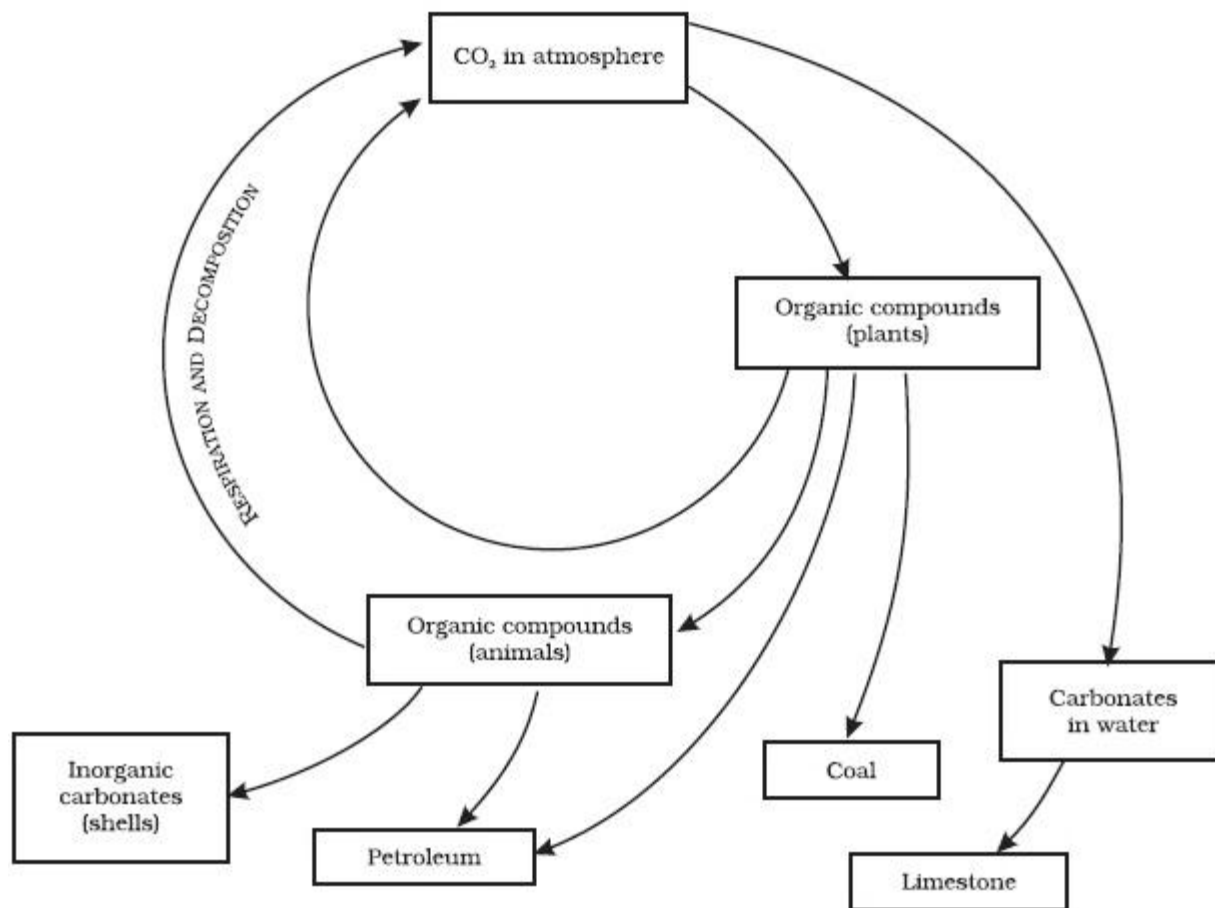 CO₂ in atmosphere
RESPIRATION AND DECOMPOSITION
Organic compounds
(plants)
Organic compounds
(animals)
Carbonates
in water
Inorganic
carbonates
(shells)
Coal
Petroleum
Limestone